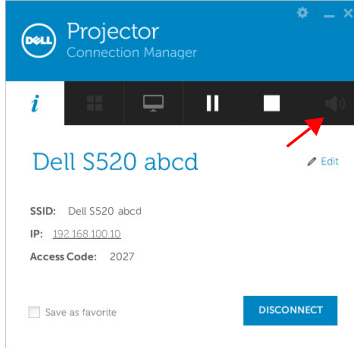 DELL
Projector
Connection Manager
i
Dell S520 abcd
Edit
SSID: Dell S520 abcd
IP: 192.168.100.10
Access Code: 2027
Save as favorite
DISCONNECT